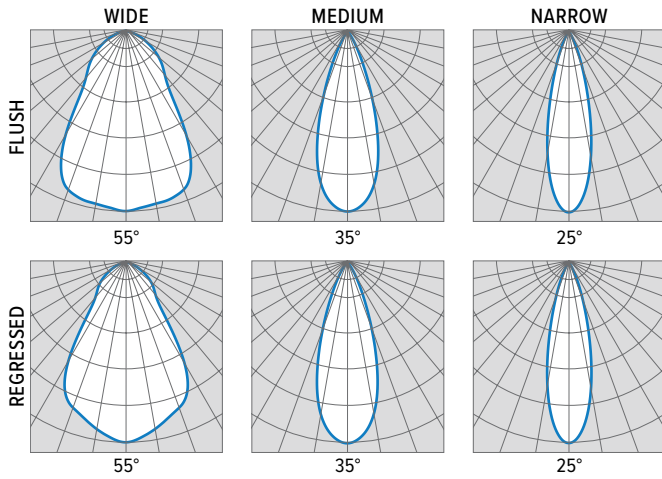 WIDE MEDIUM NARROW
FLUSH
55° 35° 25°
REGRESSED
55° 35° 25°